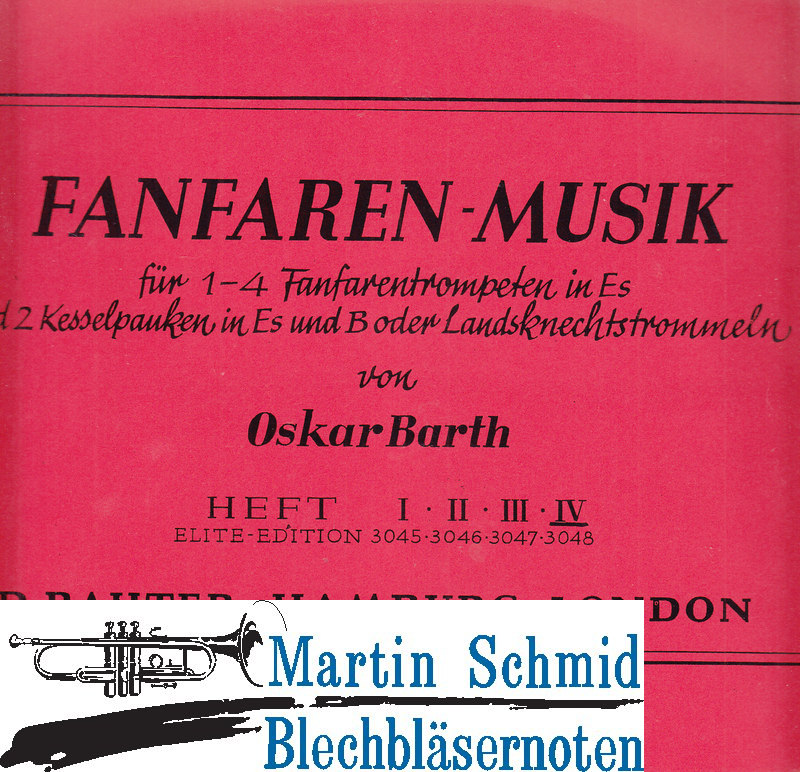 FANFAREN-MUSIK
für 1-4 Fanfarentrompeten in Es
2 Kesselpauken in Es und B oder Landsknechtstrommeln
von
Oskar Barth
HEFT I · II · III · IV
ELITE-EDITION 3045·3046·3047·3048
Martin Schmid
Blechbläsernoten